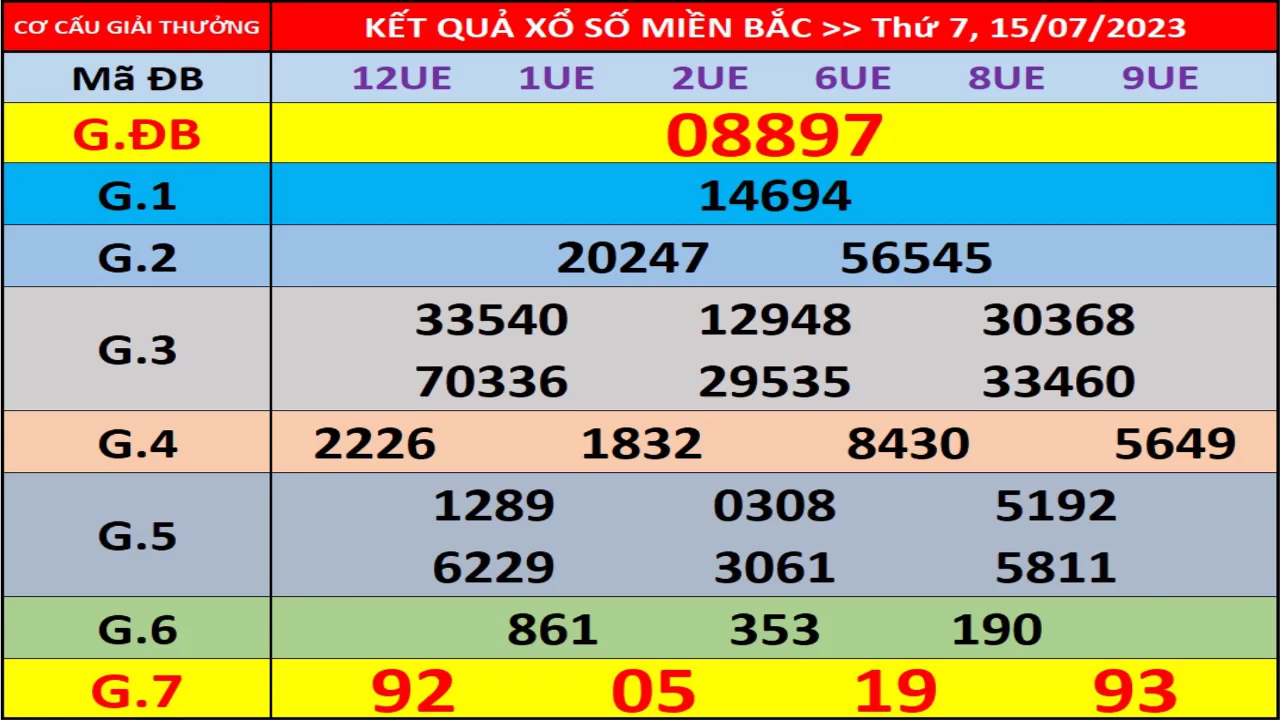 CƠ CẤU GIẢI THƯỞNG KẾT QUẢ XỔ SỐ MIỀN BẮC >> Thứ 7, 15/07/2023
Mã ĐB 12UE 1UE 2UE 6UE 8UE 9UE
G.ĐB 08897
G.1 14694
G.2 20247 56545
G.3 33540 12948 30368
70336 29535 33460
G.4 2226 1832 8430 5649
G.5 1289 0308 5192
6229 3061 5811
G.6 861 353 190
G.7 92 05 19 93